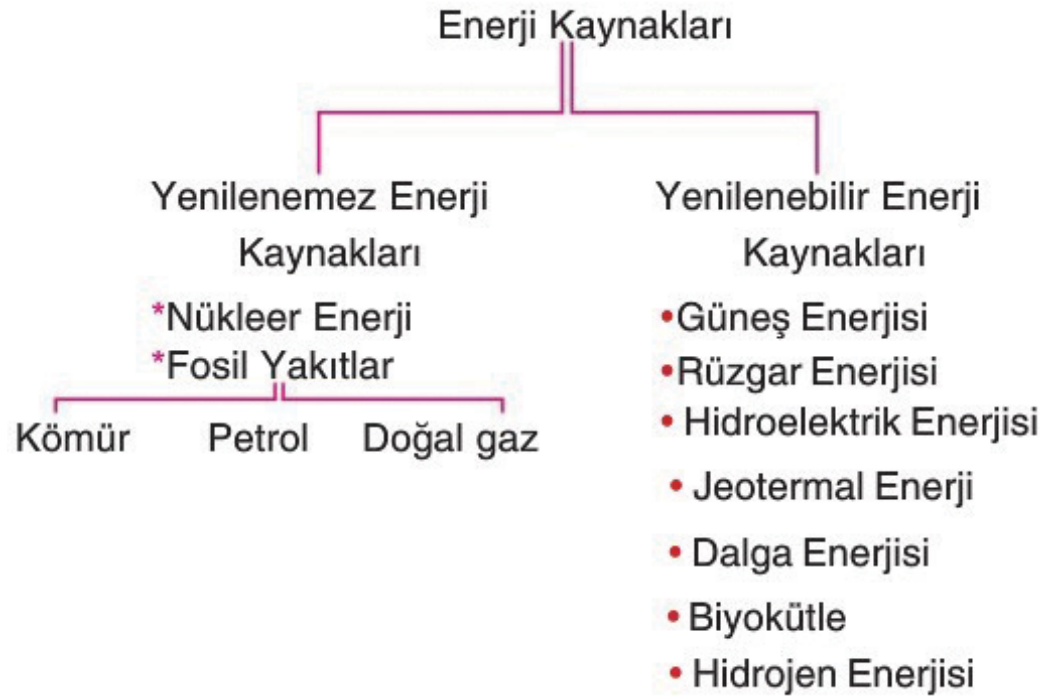 Enerji Kaynakları
Yenilenemez Enerji
Kaynakları
*Nükleer Enerji
*Fosil Yakıtlar
Kömür Petrol Doğal gaz
Yenilenebilir Enerji
Kaynakları
•Güneş Enerjisi
•Rüzgar Enerjisi
• Hidroelektrik Enerjisi
• Jeotermal Enerji
• Dalga Enerjisi
• Biyokütle
• Hidrojen Enerjisi